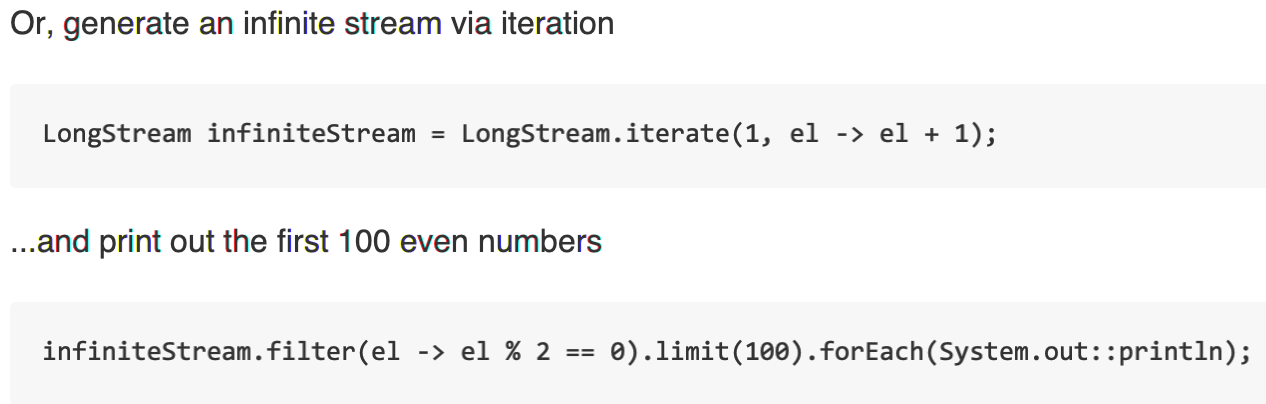 Or, generate an infinite stream via iteration
LongStream infiniteStream = LongStream.iterate(1, el -> el + 1);
...and print out the first 100 even numbers
infiniteStream.filter(el -> el % 2 == 0).limit(100).forEach(System.out::println);